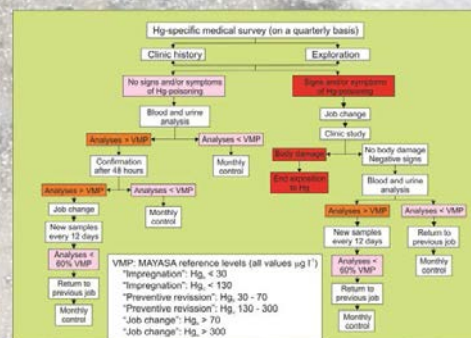 Hg-specific medical survey (on a quarterly basis)
Clinic history
Exploration
No signs and/or symptoms
of Hg-poisoning
Signs and/or symptoms
of Hg-poisoning
Blood and urine
analysis
Job change
Clinic study
Analyses > VMP
Analyses < VMP
Confirmation
after 48 hours
Monthly
control
Body damage
No body damage
Negative signs
End exposition
to Hg
Blood and urine
analysis
Analyses > VMP
Analyses < VMP
Job change
Monthly
control
New samples
every 12 days
Analyses <
60% VMP
Return to
previous job
Monthly
control
Analyses > VMP
Analyses < VMP
New samples
every 12 days
Return to
previous job
Analyses <
60% VMP
Monthly
control
Return to
previous job
Monthly
control
VMP: MAYASA reference levels (all values µg l⁻¹)
"Impregnation": Hg < 30
"Impregnation": Hg < 130
"Preventive revission": Hg 30 - 70
"Preventive revission": Hg 130 - 300
"Job change": Hg > 70
"Job change": Hg > 300